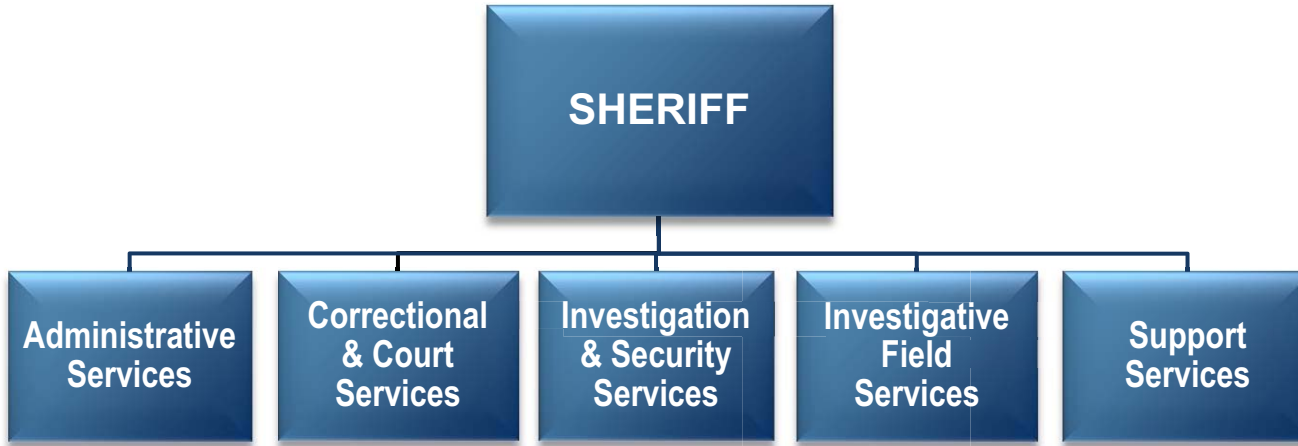 SHERIFF
Administrative
Services
Correctional
& Court
Services
Investigation
& Security
Services
Investigative
Field
Services
Support
Services